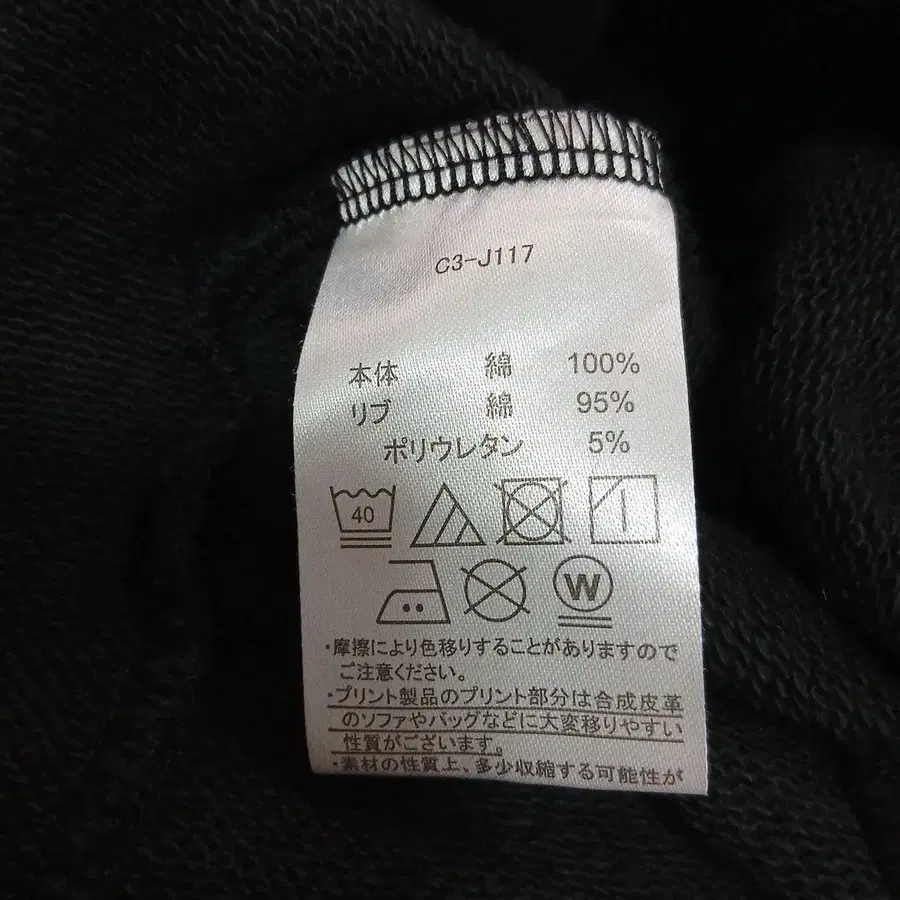 C3-J117
本体 綿 100%
リブ 綿 95%
ポリウレタン 5%
40
W
・摩擦により色移りすることがありますので
ご注意ください。
・プリント製品のプリント部分は合成皮革
のソファやバッグなどに大変移りやすい
性質がございます。
・素材の性質上、多少収縮する可能性が